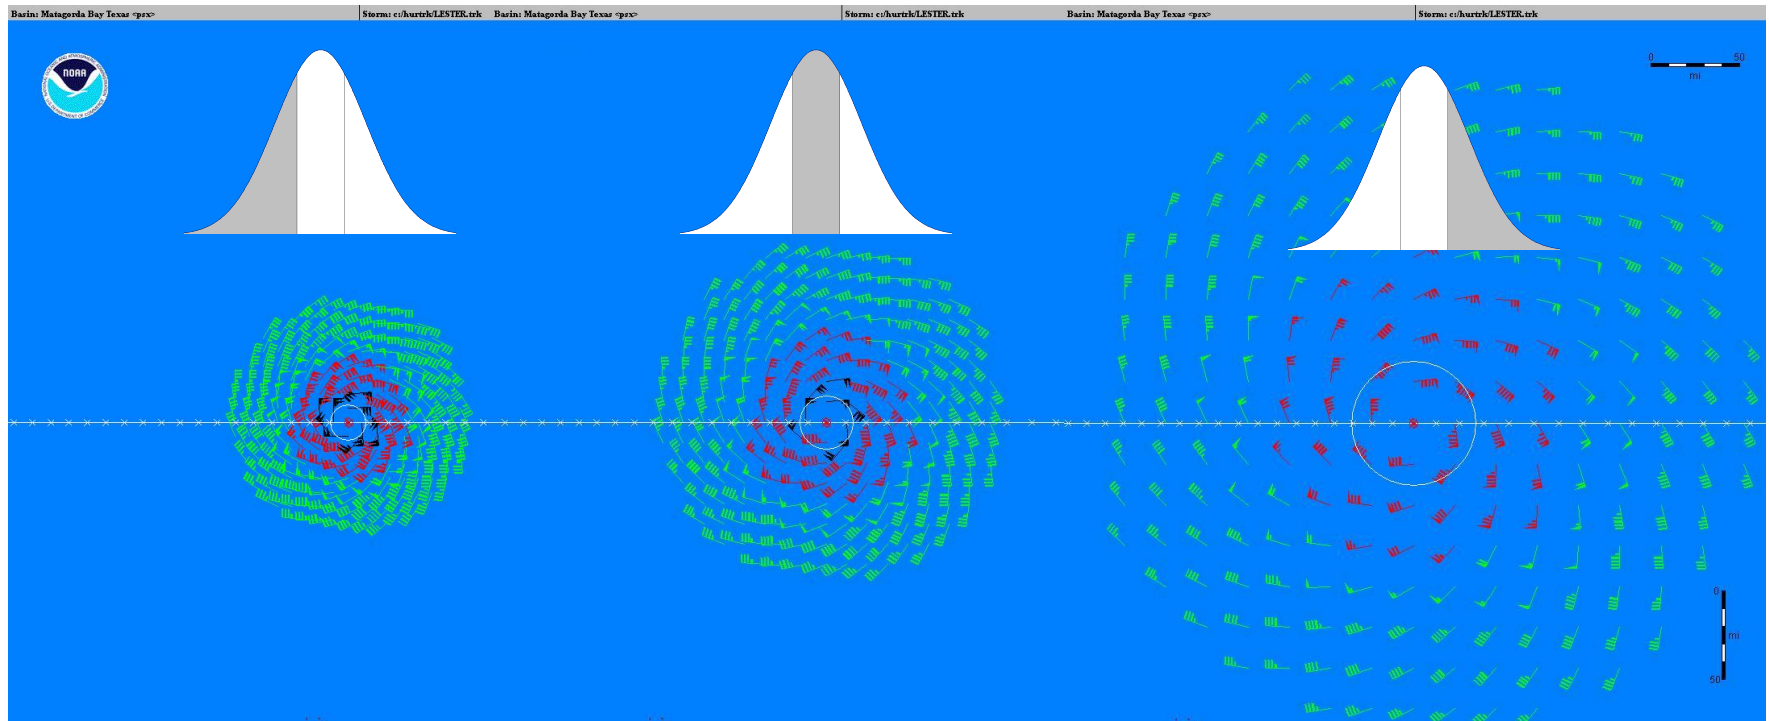 Basin: Matagorda Bay Texas <psx>
Storm: c:/hurtrk/LESTER.trk
Basin: Matagorda Bay Texas <psx>
Storm: c:/hurtrk/LESTER.trk
Basin: Matagorda Bay Texas <psx>
Storm: c:/hurtrk/LESTER.trk
NOAA
0 50
mi
0
mi
50